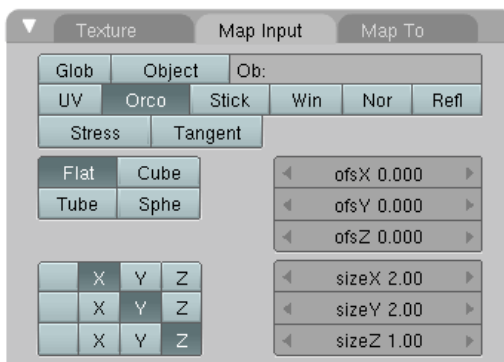 Texture Map Input Map To
Glob Object Ob:
UV Orco Stick Win Nor Refl
Stress Tangent
Flat Cube
Tube Sphe
ofsX 0.000
ofsY 0.000
ofsZ 0.000
X Y Z
X Y Z
X Y Z
sizeX 2.00
sizeY 2.00
sizeZ 1.00